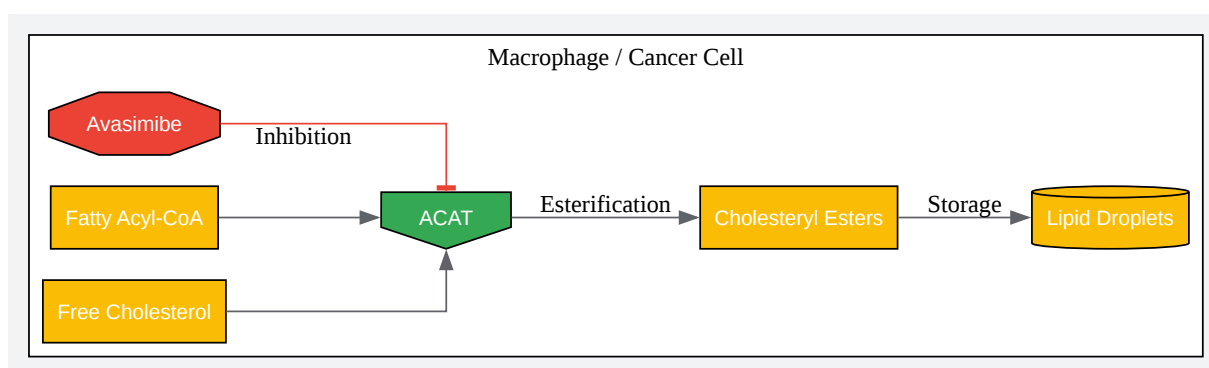 Macrophage / Cancer Cell
Avasimibe
Inhibition
Fatty Acyl-CoA
ACAT
Esterification
Cholesteryl Esters
Storage
Lipid Droplets
Free Cholesterol